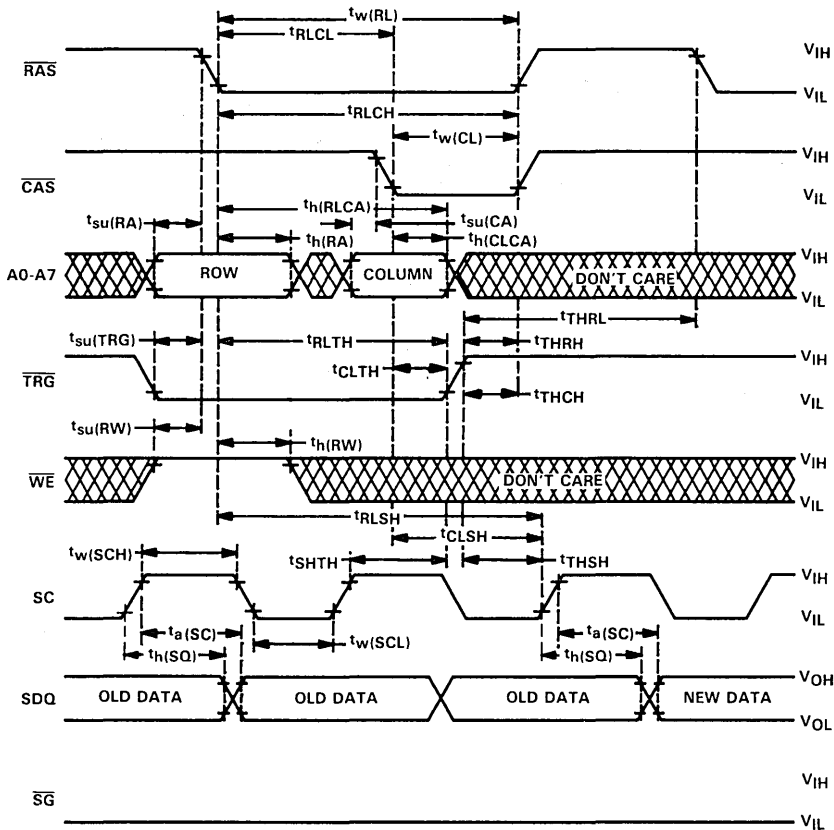 tw(RL)
tRLCL
RAS
VIH
VIL
tRLCH
tw(CL)
CAS
VIH
VIL
tsu(RA)
th(RLCA)
tsu(CA)
th(RA)
th(CLCA)
A0-A7
ROW
COLUMN
DON'T CARE
VIH
VIL
tTHRL
tsu(TRG)
tRLTH
tTHRH
TRG
tCLTH
tTHCH
VIH
VIL
tsu(RW)
th(RW)
WE
DON'T CARE
VIH
VIL
tRLSH
tCLSH
tw(SCH)
tSHTH
tTHSH
SC
VIH
VIL
ta(SC)
tw(SCL)
ta(SC)
th(SQ)
th(SQ)
SDQ
OLD DATA
OLD DATA
OLD DATA
NEW DATA
VOH
VOL
SG
VIH
VIL